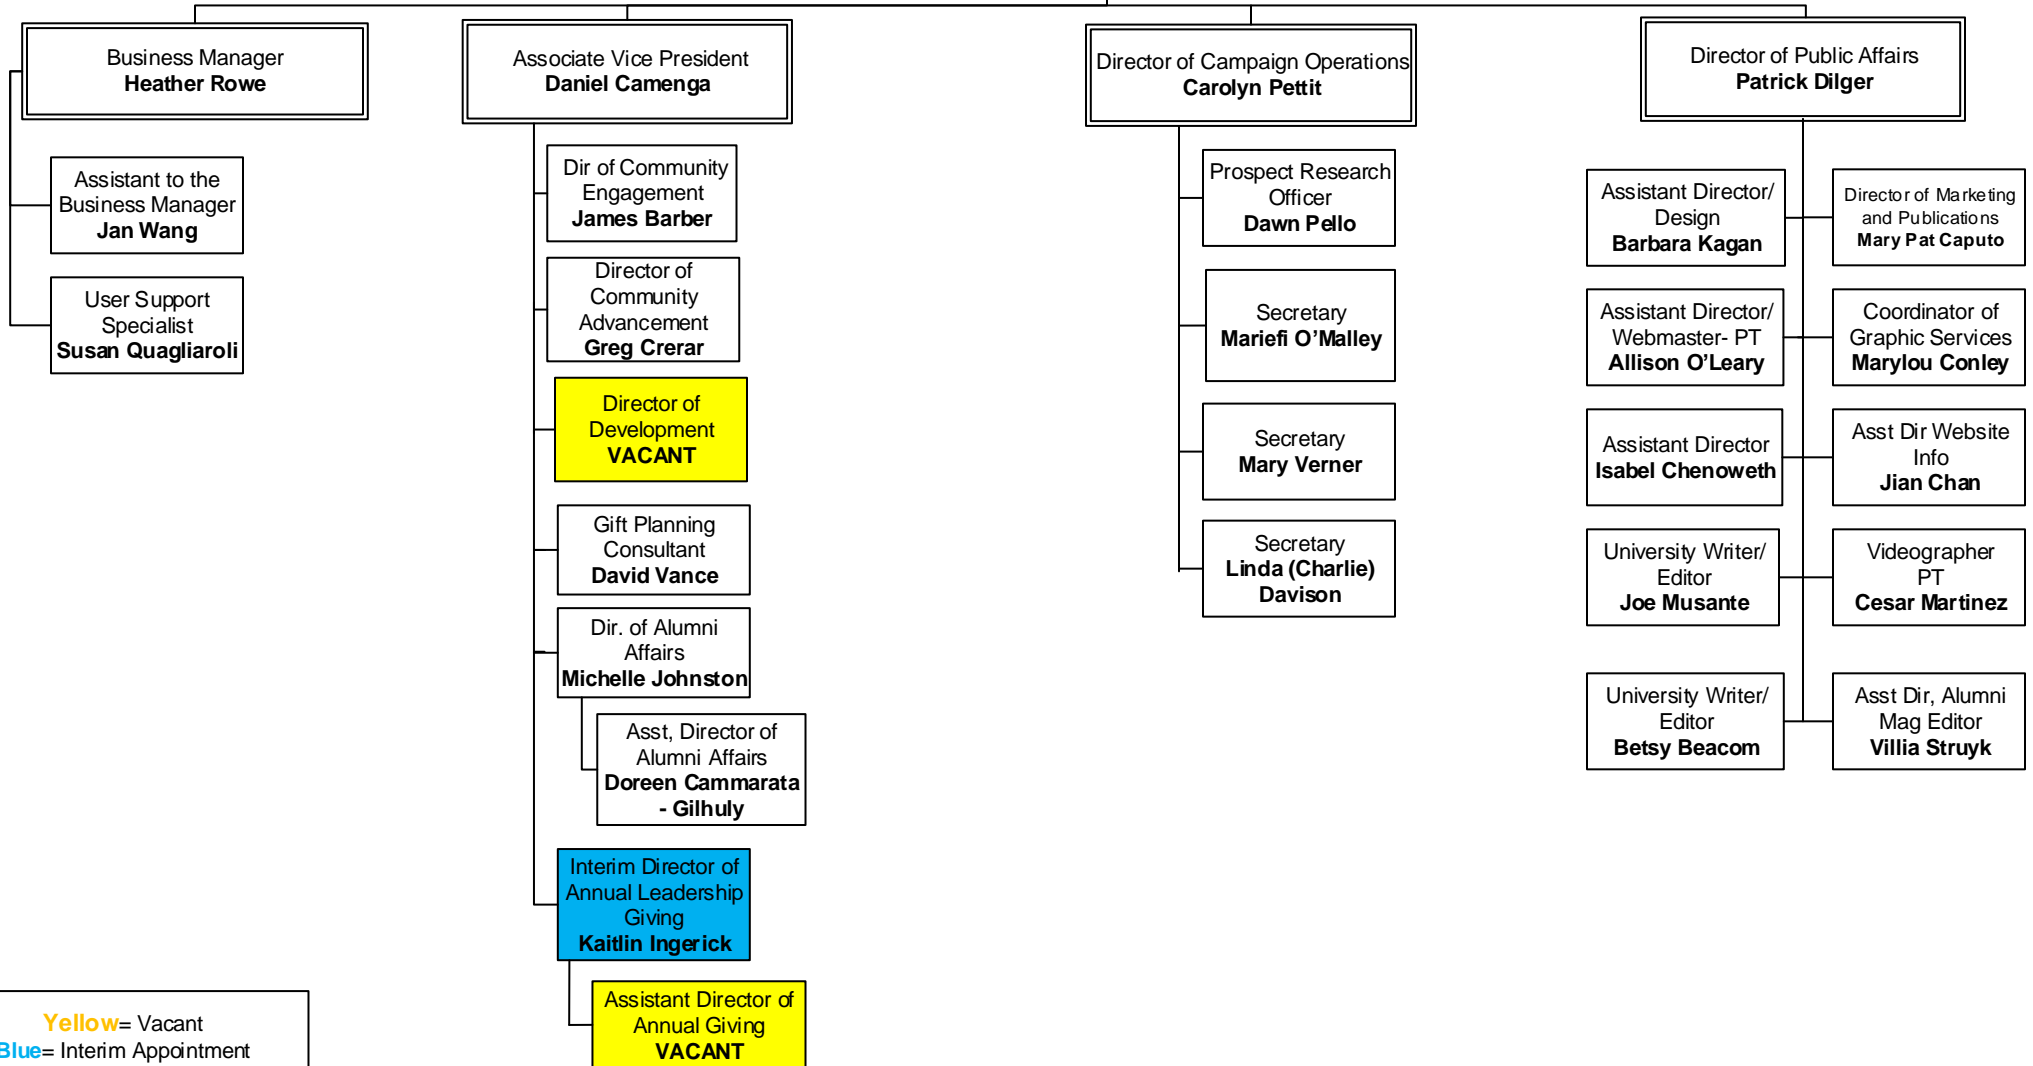 Business Manager
Heather Rowe
Assistant to the
Business Manager
Jan Wang
User Support
Specialist
Susan Quagliaroli
Associate Vice President
Daniel Camenga
Dir of Community
Engagement
James Barber
Director of
Community
Advancement
Greg Crerar
Director of
Development
VACANT
Gift Planning
Consultant
David Vance
Dir. of Alumni
Affairs
Michelle Johnston
Asst, Director of
Alumni Affairs
Doreen Cammarata
- Gilhuly
Interim Director of
Annual Leadership
Giving
Kaitlin Ingerick
Assistant Director of
Annual Giving
VACANT
Director of Campaign Operations
Carolyn Pettit
Prospect Research
Officer
Dawn Pello
Secretary
Mariefi O’Malley
Secretary
Mary Verner
Secretary
Linda (Charlie)
Davison
Director of Public Affairs
Patrick Dilger
Assistant Director/
Design
Barbara Kagan
Director of Marketing
and Publications
Mary Pat Caputo
Assistant Director/
Webmaster- PT
Allison O’Leary
Coordinator of
Graphic Services
Marylou Conley
Assistant Director
Isabel Chenoweth
Asst Dir Website
Info
Jian Chan
University Writer/
Editor
Joe Musante
Videographer
PT
Cesar Martinez
University Writer/
Editor
Betsy Beacom
Asst Dir, Alumni
Mag Editor
Villia Struyk
Yellow= Vacant
Blue= Interim Appointment